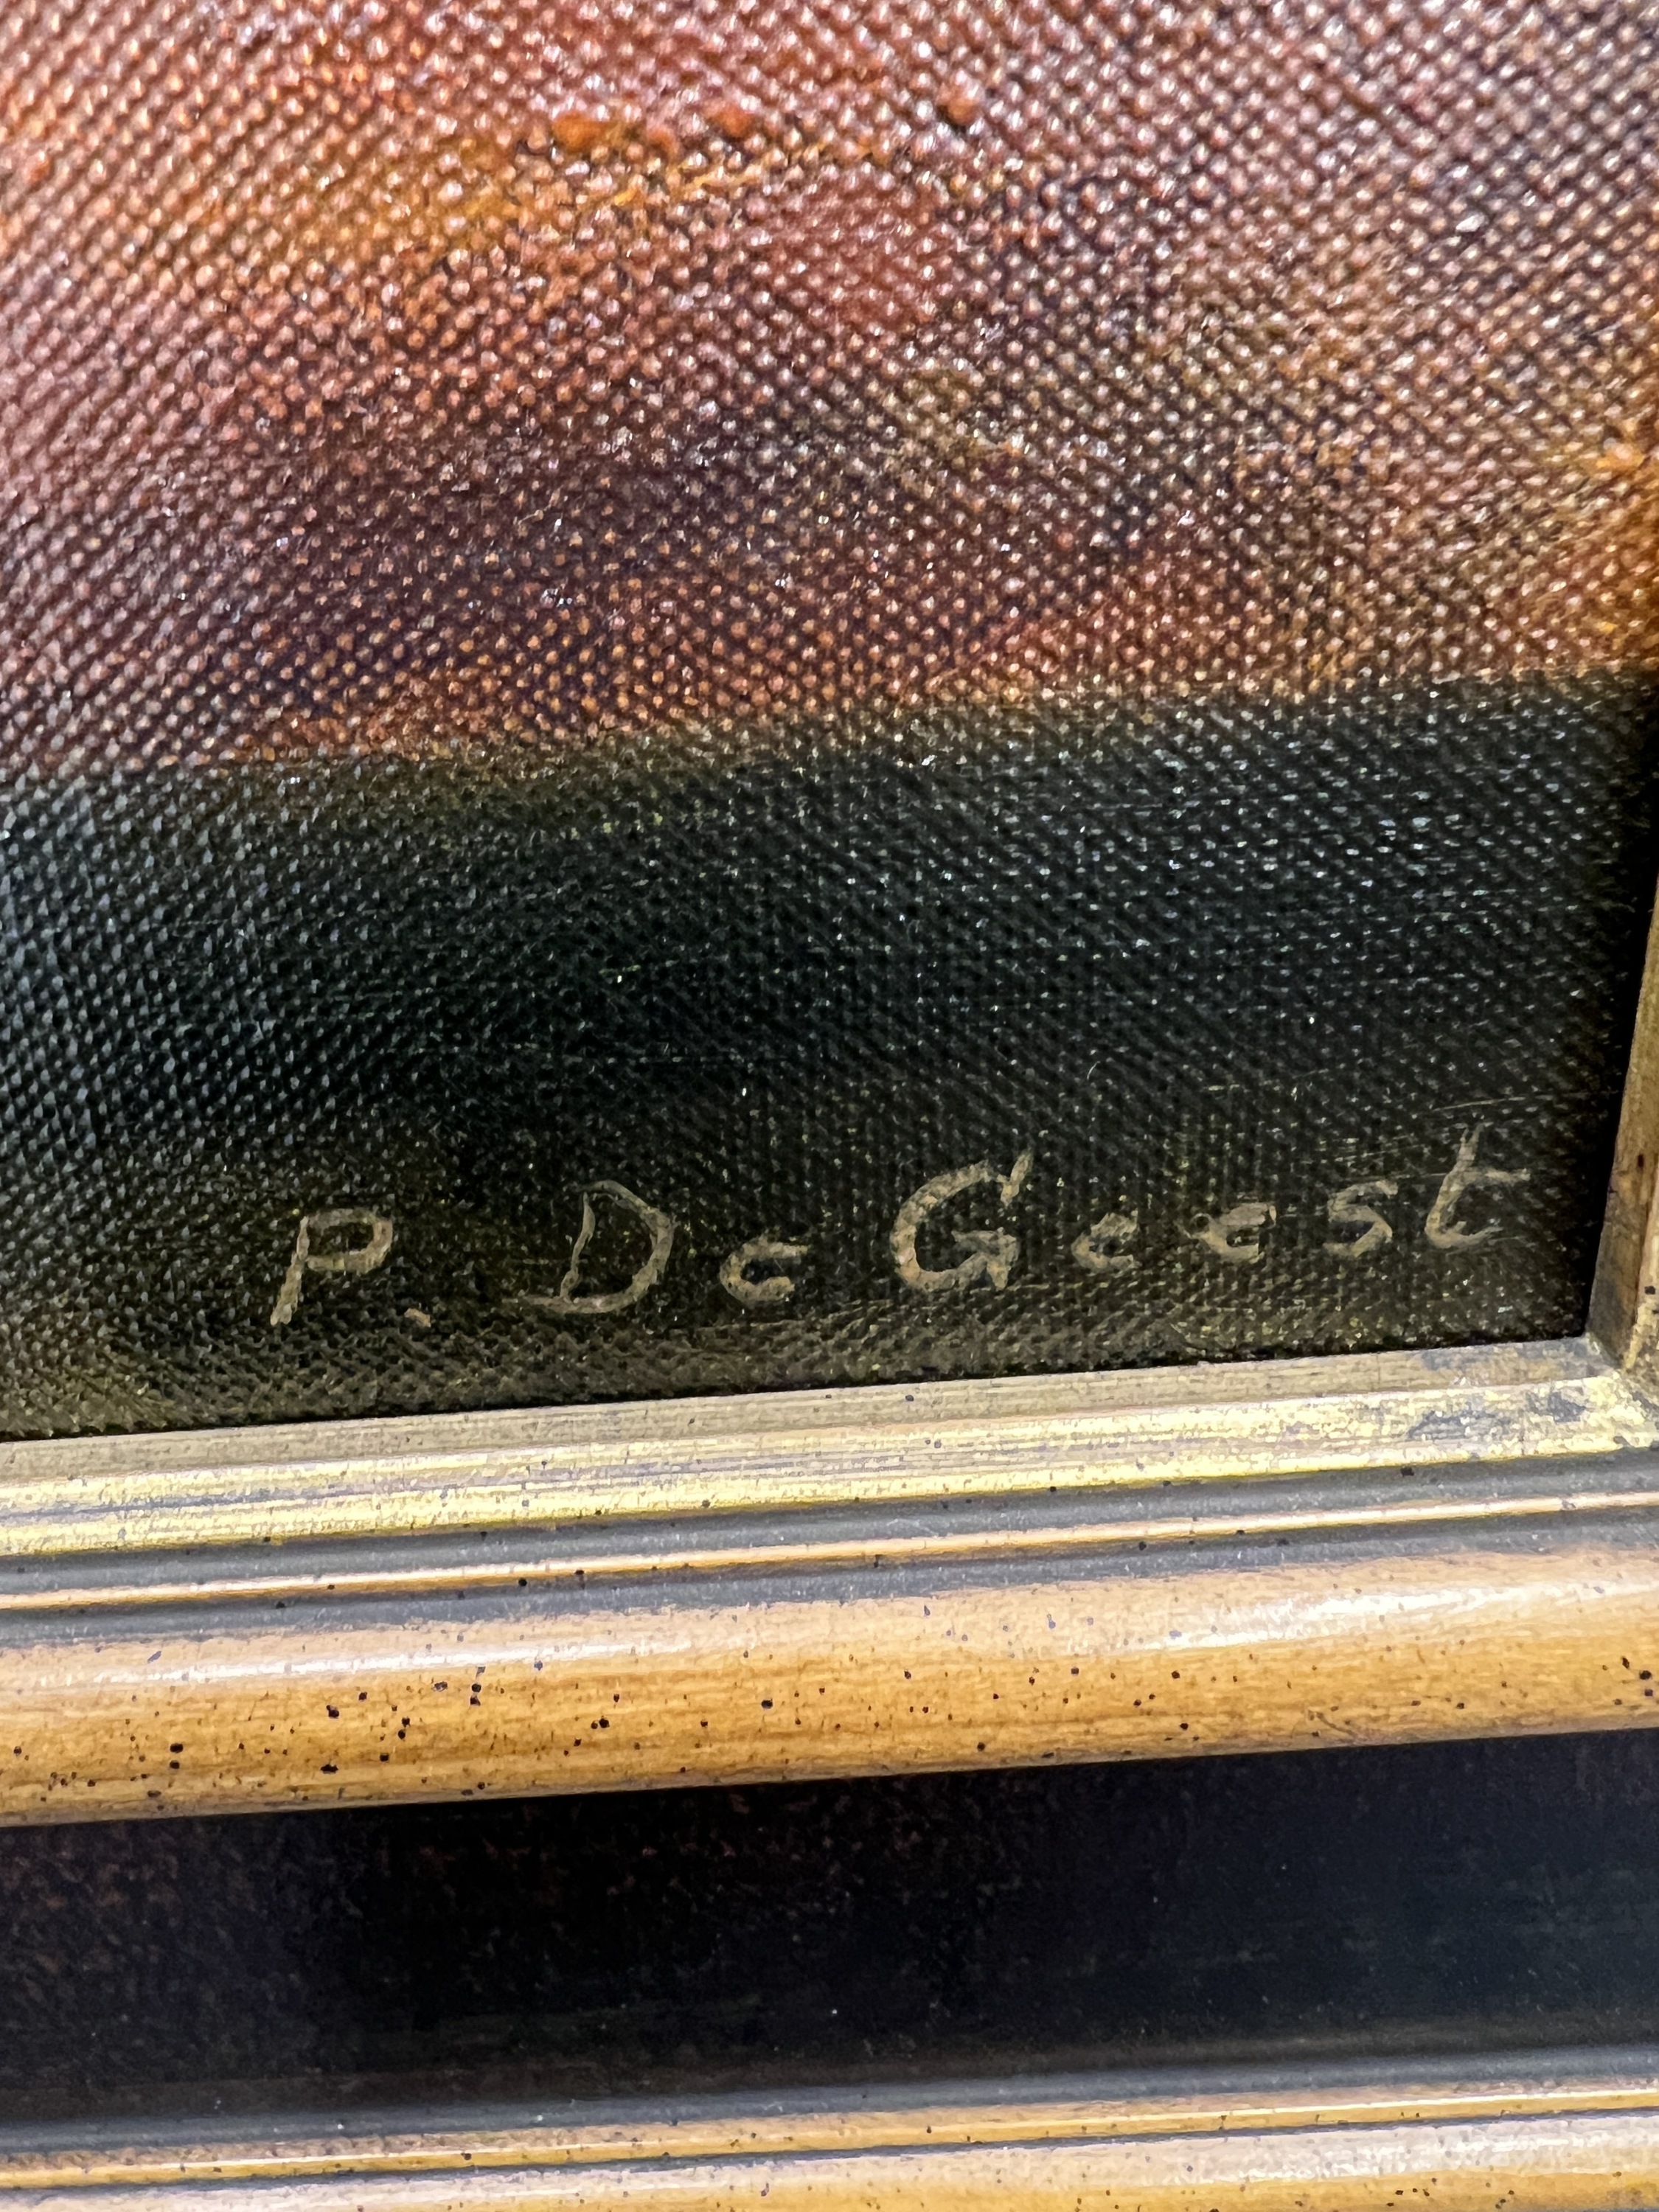 P. De Geest